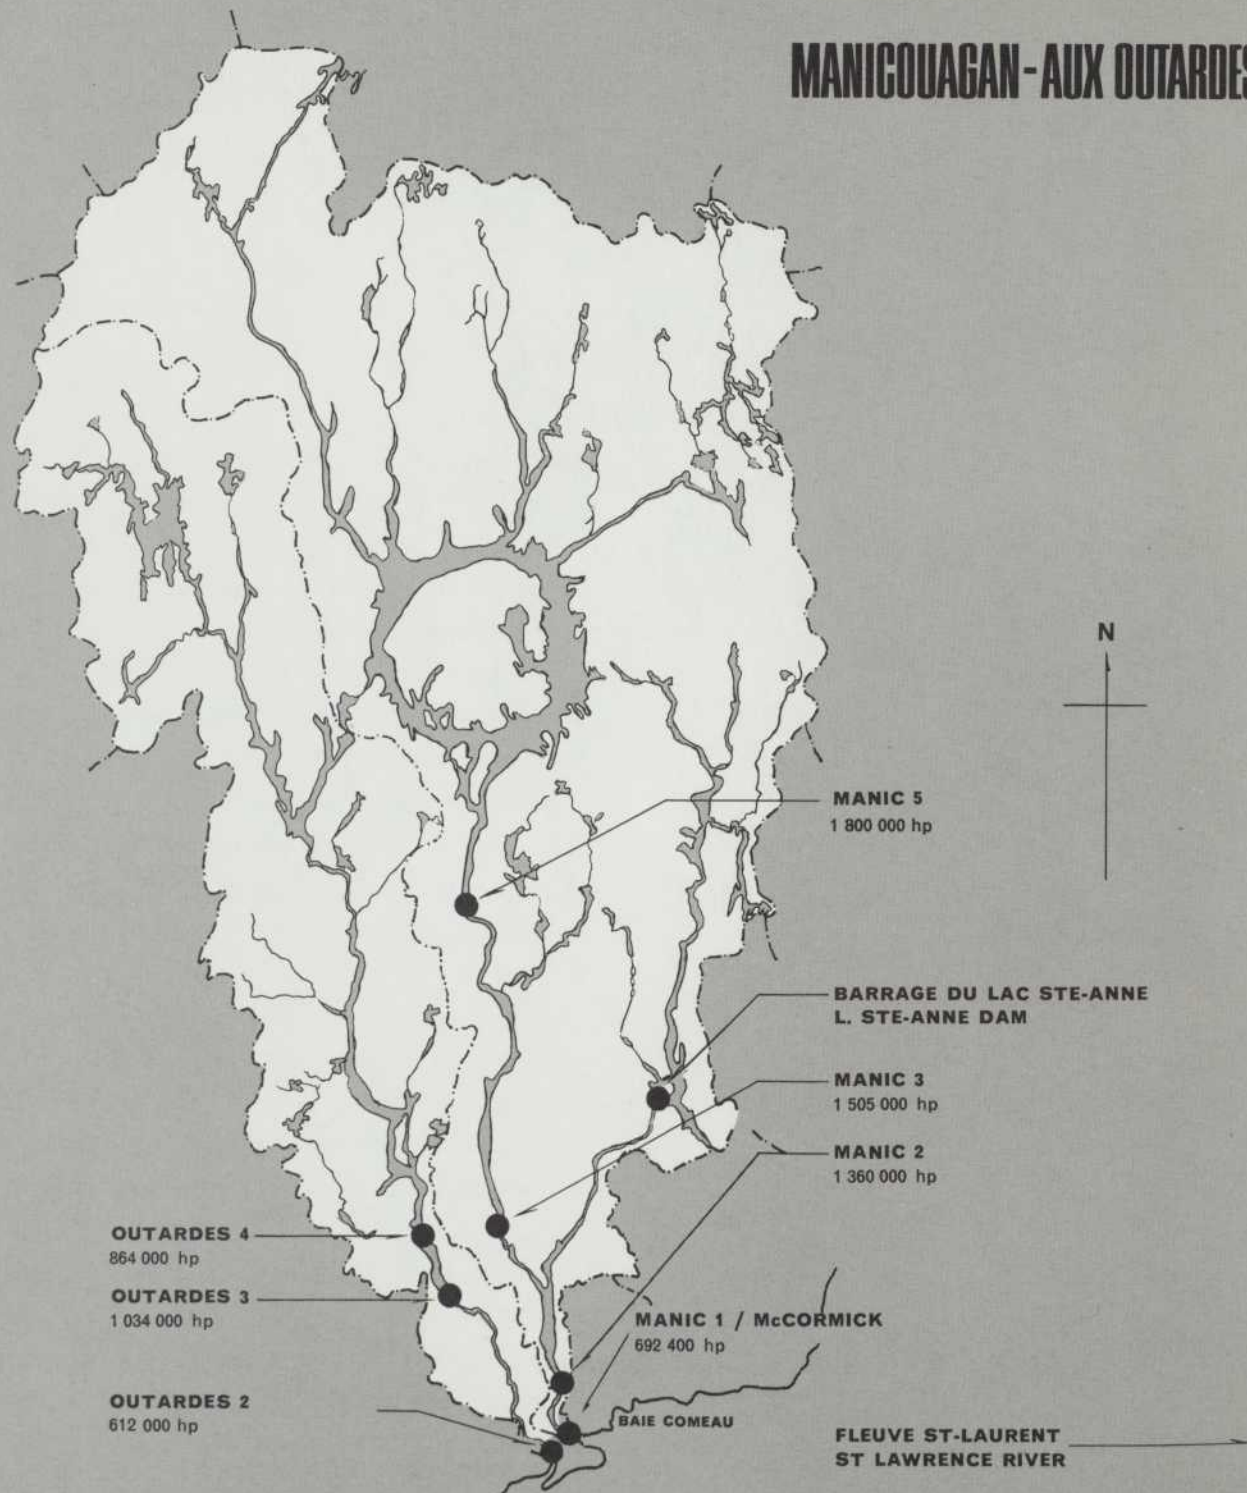 MANICOUAGAN-AUX OUTARDES
N
MANIC 5
1 800 000 hp
BARRAGE DU LAC STE-ANNE
L. STE-ANNE DAM
MANIC 3
1 505 000 hp
MANIC 2
1 360 000 hp
OUTARDES 4
864 000 hp
OUTARDES 3
1 034 000 hp
MANIC 1 / McCORMICK
692 400 hp
OUTARDES 2
612 000 hp
BAIE COMEAU
FLEUVE ST-LAURENT
ST LAWRENCE RIVER